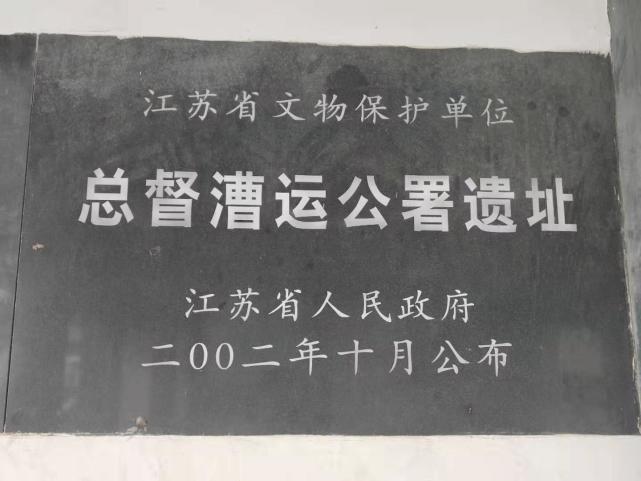 江苏省文物保护单位
总督漕运公署遗址
江苏省人民政府
二00二年十月公布